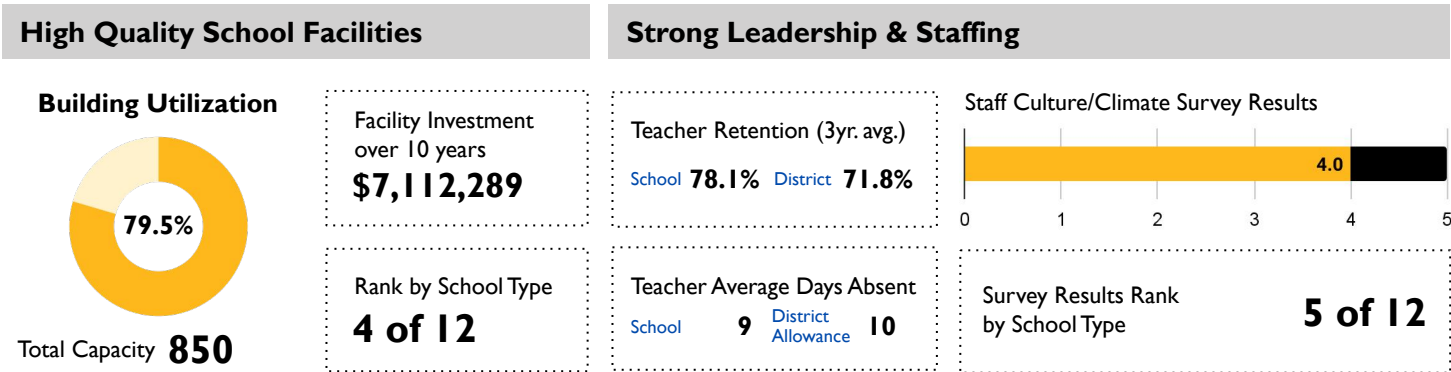 High Quality School Facilities
Building Utilization
79.5%
Total Capacity 850
Facility Investment
over 10 years
$7,112,289
Rank by School Type
4 of 12
Strong Leadership & Staffing
Teacher Retention (3yr. avg.)
School 78.1% District 71.8%
Teacher Average Days Absent
School 9 District
Allowance 10
Staff Culture/Climate Survey Results
4.0
0 1 2 3 4 5
Survey Results Rank
by School Type
5 of 12